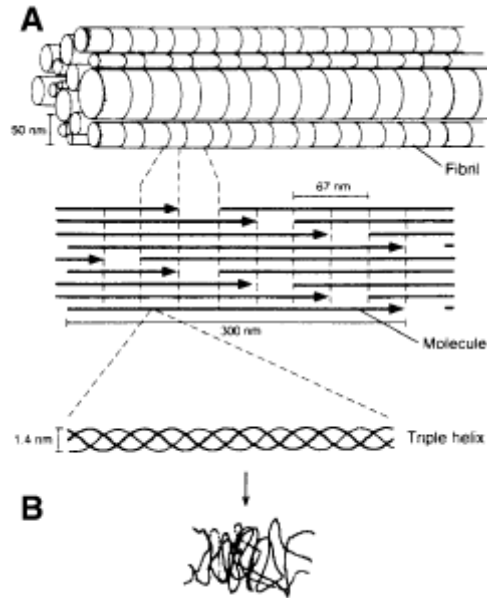 A
50 nm
Fibril
67 nm
300 nm
Molecule
1.4 nm
Triple helix
B